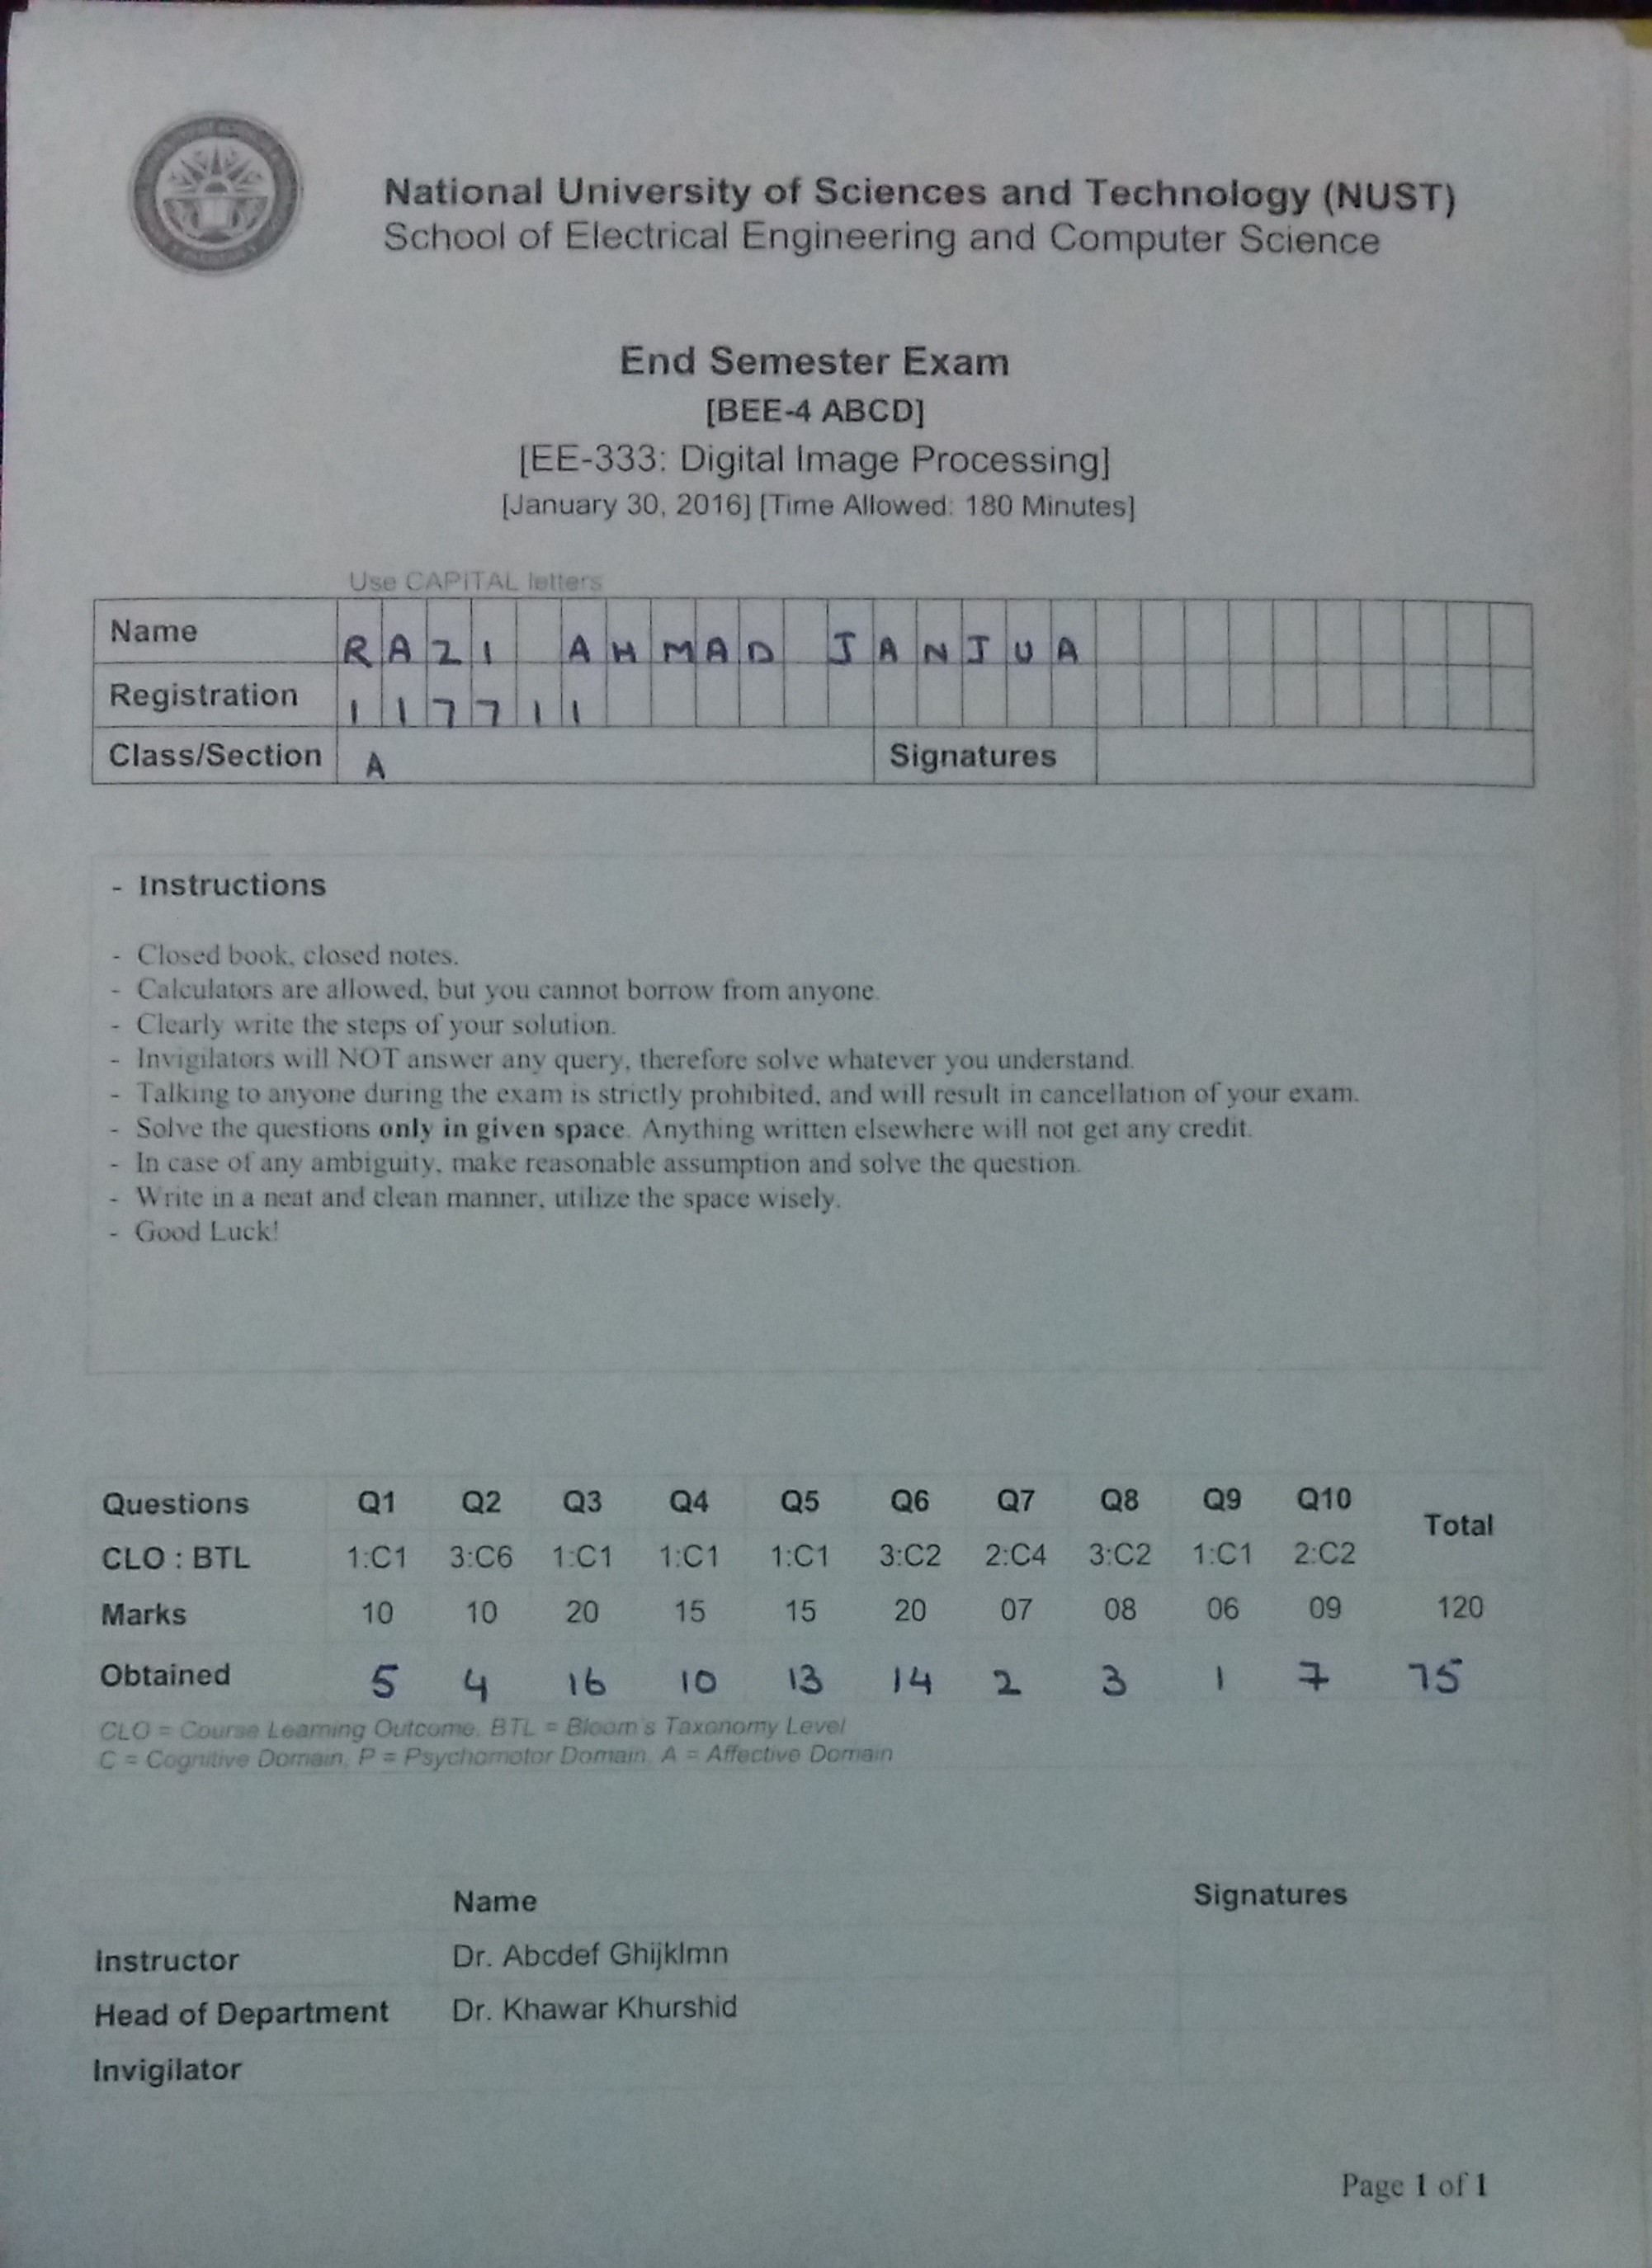 National University of Sciences and Technology (NUST)
School of Electrical Engineering and Computer Science
End Semester Exam
[BEE-4 ABCD]
[EE-333: Digital Image Processing]
[January 30, 2016] [Time Allowed: 180 Minutes]
Use CAPITAL letters
Name RAZI AHMAD JANJUA
Registration 117711
Class/Section A Signatures
- Instructions
- Closed book, closed notes.
- Calculators are allowed, but you cannot borrow from anyone.
- Clearly write the steps of your solution.
- Invigilators will NOT answer any query, therefore solve whatever you understand.
- Talking to anyone during the exam is strictly prohibited, and will result in cancellation of your exam.
- Solve the questions only in given space. Anything written elsewhere will not get any credit.
- In case of any ambiguity, make reasonable assumption and solve the question.
- Write in a neat and clean manner, utilize the space wisely.
- Good Luck!
Questions Q1 Q2 Q3 Q4 Q5 Q6 Q7 Q8 Q9 Q10 Total
CLO : BTL 1:C1 3:C6 1:C1 1:C1 1:C1 3:C2 2:C4 3:C2 1:C1 2:C2
Marks 10 10 20 15 15 20 07 08 06 09 120
Obtained 5 4 16 10 13 14 2 3 1 7 75
CLO = Course Learning Outcome, BTL = Bloom's Taxonomy Level
C = Cognitive Domain, P = Psychomotor Domain, A = Affective Domain
Name Signatures
Instructor Dr. Abcdef Ghijklmn
Head of Department Dr. Khawar Khurshid
Invigilator
Page 1 of 1